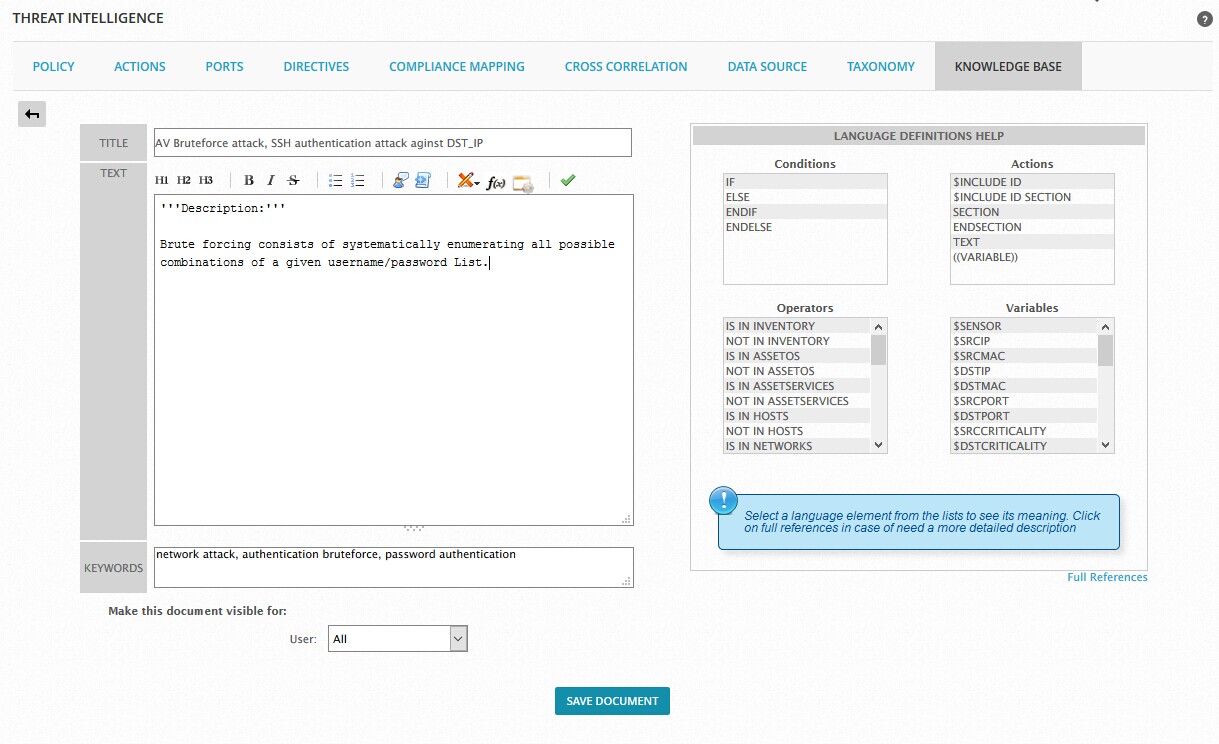 THREAT INTELLIGENCE
?
POLICY
ACTIONS
PORTS
DIRECTIVES
COMPLIANCE MAPPING
CROSS CORRELATION
DATA SOURCE
TAXONOMY
KNOWLEDGE BASE
TITLE
AV Bruteforce attack, SSH authentication attack aginst DST_IP
TEXT
H1 H2 H3 B I S f(x)
'''Description:'''
Brute forcing consists of systematically enumerating all possible
combinations of a given username/password List.
KEYWORDS
network attack, authentication bruteforce, password authentication
Make this document visible for:
User:
All
SAVE DOCUMENT
LANGUAGE DEFINITIONS HELP
Conditions
IF
ELSE
ENDIF
ENDELSE
Actions
$INCLUDE ID
$INCLUDE ID SECTION
SECTION
ENDSECTION
TEXT
((VARIABLE))
Operators
IS IN INVENTORY
NOT IN INVENTORY
IS IN ASSETOS
NOT IN ASSETOS
IS IN ASSETSERVICES
NOT IN ASSETSERVICES
IS IN HOSTS
NOT IN HOSTS
IS IN NETWORKS
Variables
$SENSOR
$SRCIP
$SRCMAC
$DSTIP
$DSTMAC
$SRCPORT
$DSTPORT
$SRCCRITICALITY
$DSTCRITICALITY
!
Select a language element from the lists to see its meaning. Click
on full references in case of need a more detailed description
Full References